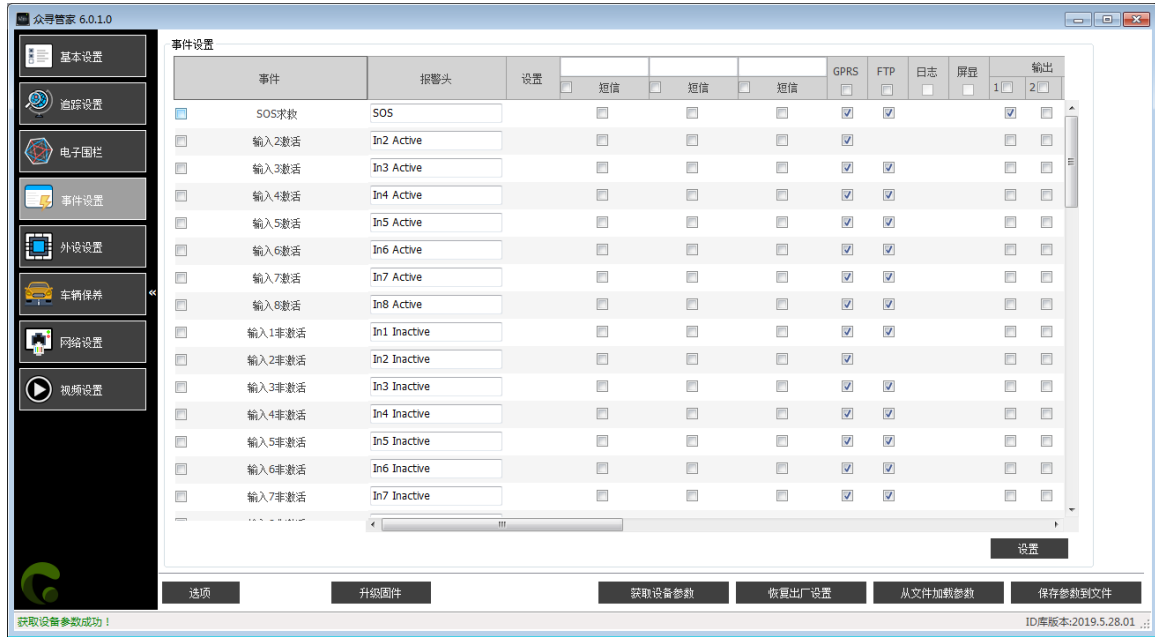 众寻管家 6.0.1.0
基本设置
追踪设置
电子围栏
事件设置
外设设置
车辆保养
网络设置
视频设置
«
事件设置
事件 报警头 设置 短信 短信 短信 GPRS FTP 日志 屏显 输出
1 2
SOS求救 SOS
输入2激活 In2 Active
输入3激活 In3 Active
输入4激活 In4 Active
输入5激活 In5 Active
输入6激活 In6 Active
输入7激活 In7 Active
输入8激活 In8 Active
输入1非激活 In1 Inactive
输入2非激活 In2 Inactive
输入3非激活 In3 Inactive
输入4非激活 In4 Inactive
输入5非激活 In5 Inactive
输入6非激活 In6 Inactive
输入7非激活 In7 Inactive
设置
选项 升级固件 获取设备参数 恢复出厂设置 从文件加载参数 保存参数到文件
获取设备参数成功！ ID库版本:2019.5.28.01